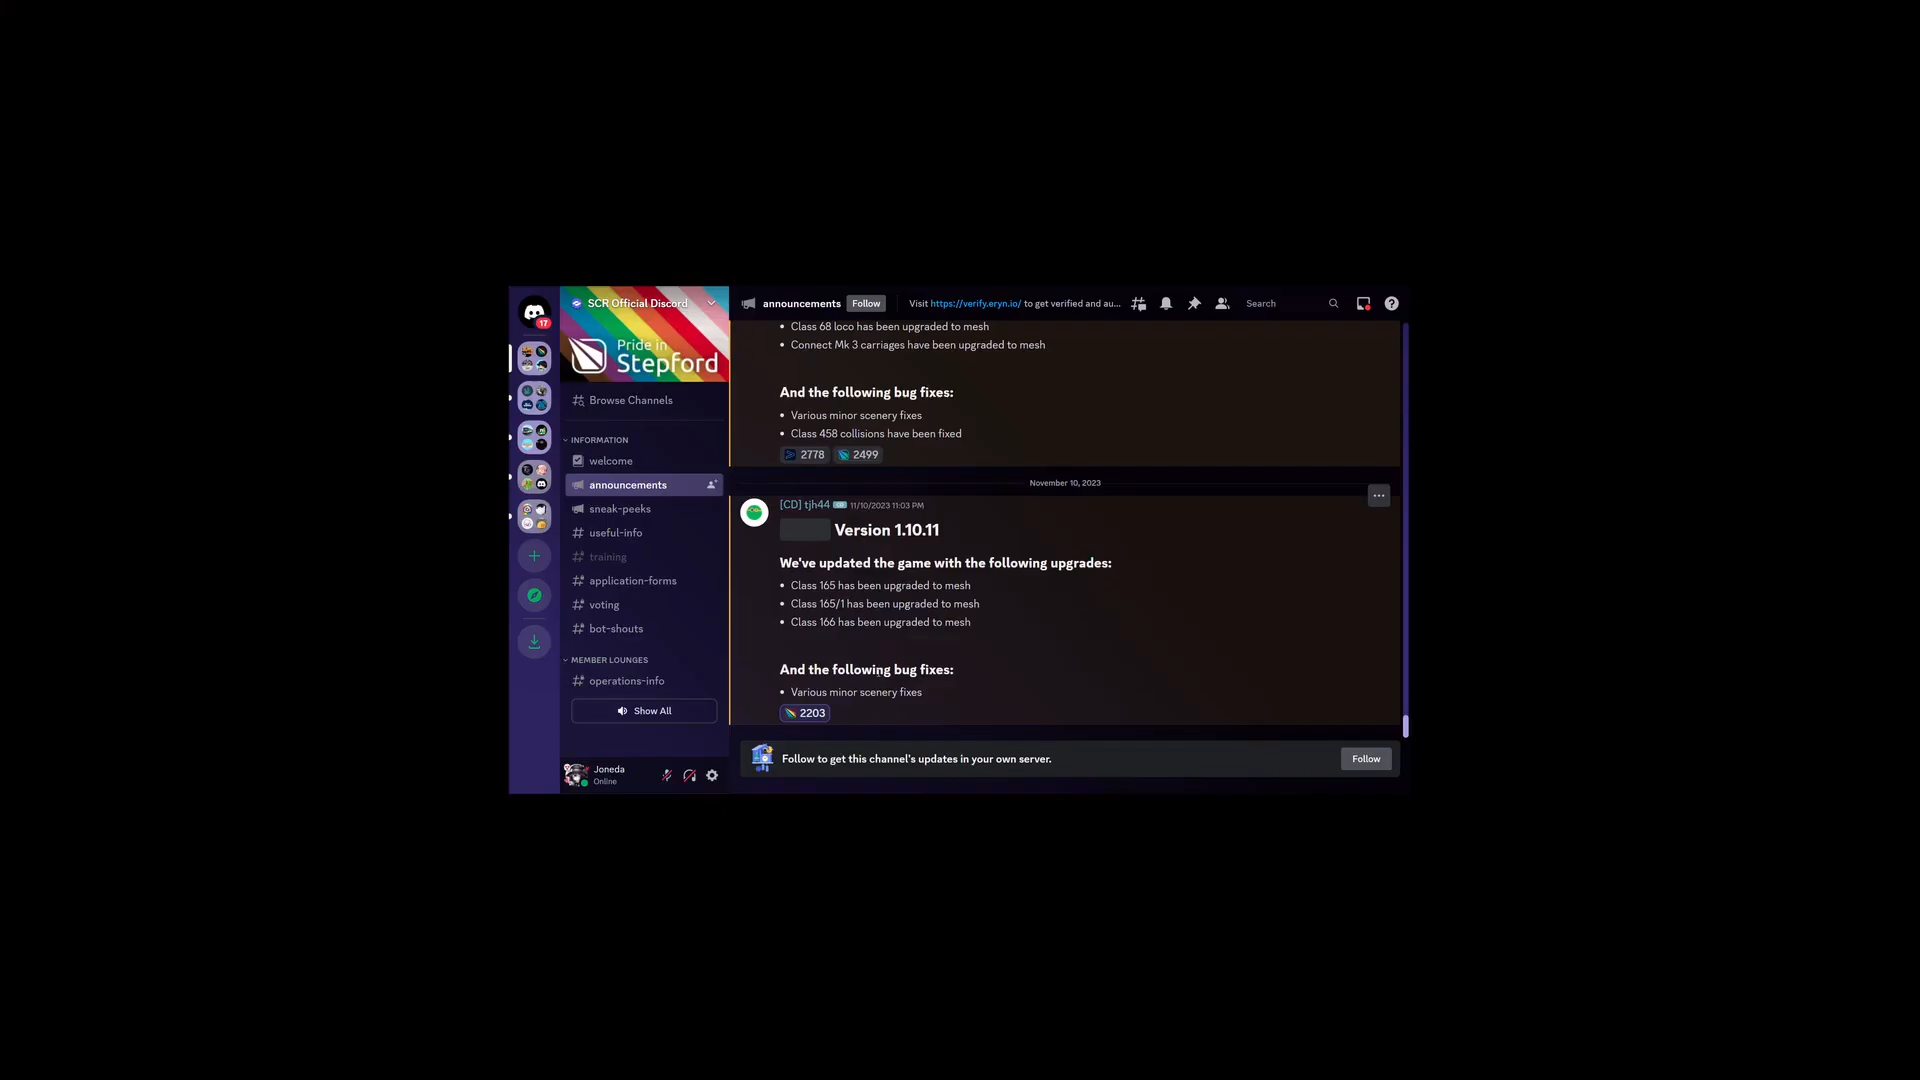 17
SCR Official Discord
Pride in
Stepford
Browse Channels
INFORMATION
welcome
announcements
sneak-peeks
useful-info
training
application-forms
voting
bot-shouts
MEMBER LOUNGES
operations-info
Show All
Joneda
Online
announcements Follow Visit https://verify.eryn.io/ to get verified and au... Search
• Class 68 loco has been upgraded to mesh
• Connect Mk 3 carriages have been upgraded to mesh
And the following bug fixes:
• Various minor scenery fixes
• Class 458 collisions have been fixed
2778 2499
November 10, 2023
[CD] tjh44 11/10/2023 11:03 PM
Version 1.10.11
We've updated the game with the following upgrades:
• Class 165 has been upgraded to mesh
• Class 165/1 has been upgraded to mesh
• Class 166 has been upgraded to mesh
And the following bug fixes:
• Various minor scenery fixes
2203
Follow to get this channel's updates in your own server. Follow